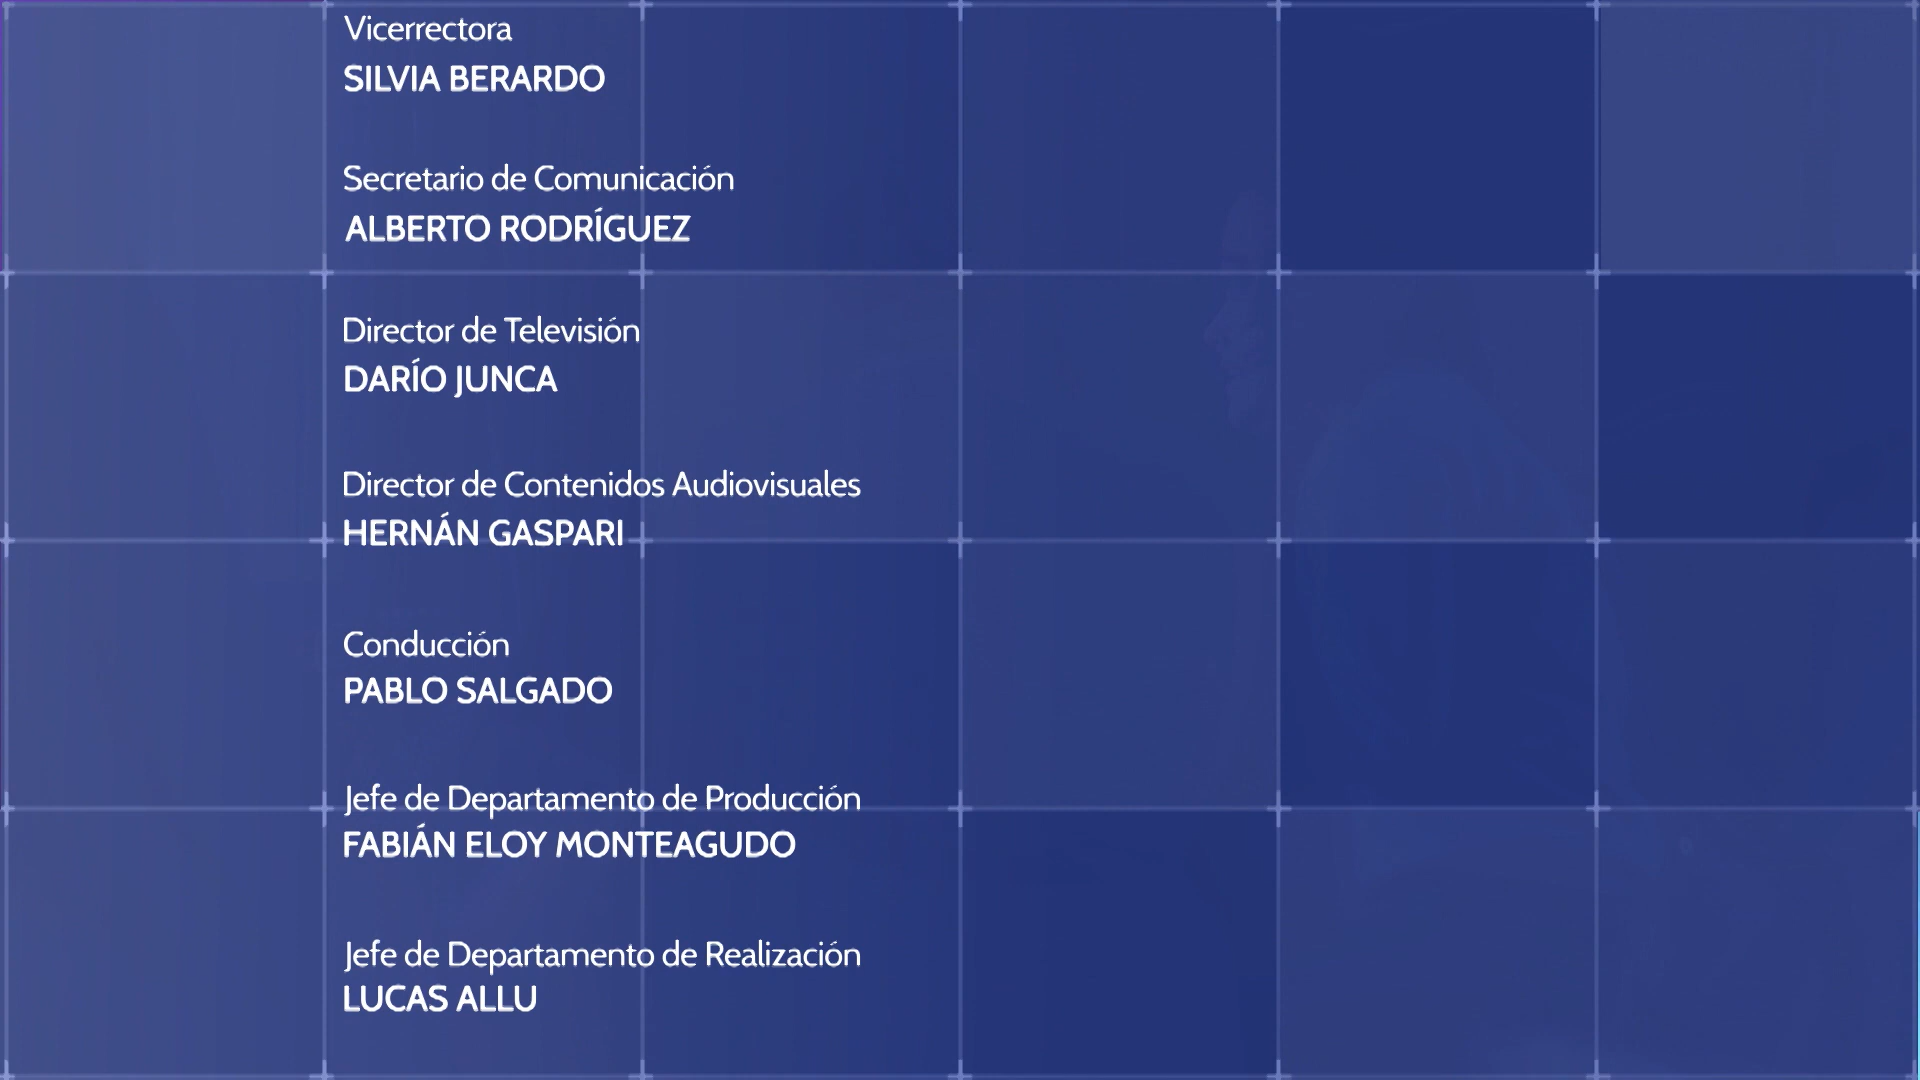 Vicerrectora
SILVIA BERARDO
Secretario de Comunicación
ALBERTO RODRÍGUEZ
Director de Televisión
DARÍO JUNCA
Director de Contenidos Audiovisuales
HERNÁN GASPARI
Conducción
PABLO SALGADO
Jefe de Departamento de Producción
FABIÁN ELOY MONTEAGUDO
Jefe de Departamento de Realización
LUCAS ALLU